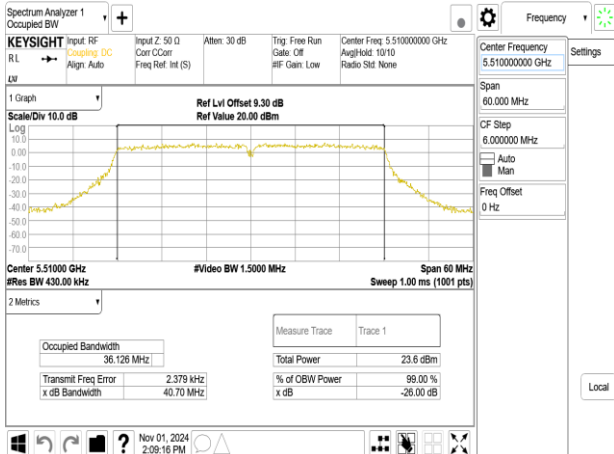 Spectrum Analyzer 1
Occupied BW
Frequency
KEYSIGHT
RL
LXI
Input: RF
Coupling: DC
Align: Auto
Input Z: 50 Ω
Corr CCorr
Freq Ref: Int (S)
Atten: 30 dB
Trig: Free Run
Gate: Off
#IF Gain: Low
Center Freq: 5.510000000 GHz
Avg|Hold: 10/10
Radio Std: None
Center Frequency
5.510000000 GHz
Settings
Span
60.000 MHz
CF Step
6.000000 MHz
Auto
Man
Freq Offset
0 Hz
Local
1 Graph
Scale/Div 10.0 dB
Ref Lvl Offset 9.30 dB
Ref Value 20.00 dBm
Log
10.0
0.00
-10.0
-20.0
-30.0
-40.0
-50.0
-60.0
-70.0
Center 5.51000 GHz
#Video BW 1.5000 MHz
Span 60 MHz
#Res BW 430.00 kHz
Sweep 1.00 ms (1001 pts)
2 Metrics
Measure Trace Trace 1
Occupied Bandwidth
36.126 MHz
Total Power 23.6 dBm
Transmit Freq Error 2.379 kHz
% of OBW Power 99.00 %
x dB Bandwidth 40.70 MHz
x dB -26.00 dB
Nov 01, 2024
2:09:16 PM